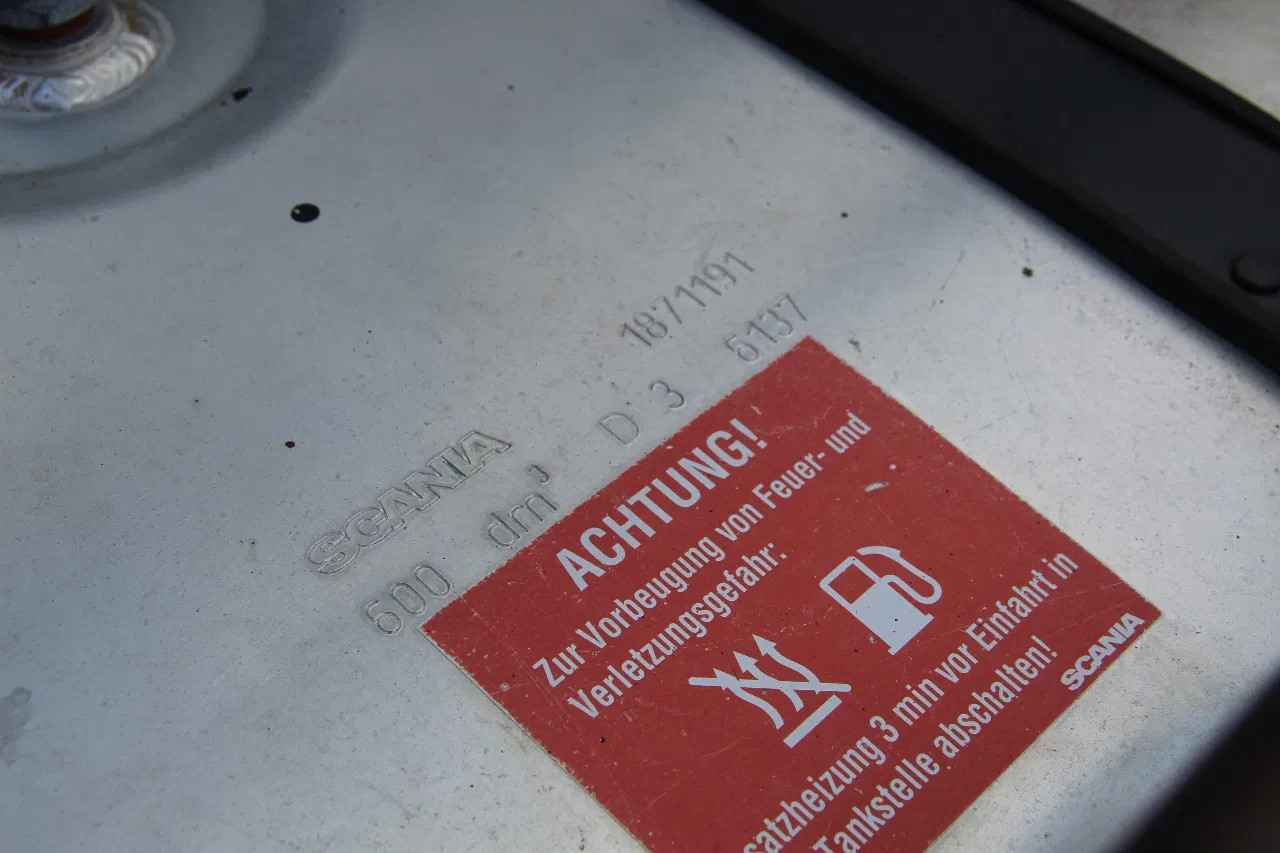 1871191
SCANIA
600 dm³ D 3 5137
ACHTUNG!
Zur Vorbeugung von Feuer- und
Verletzungsgefahr:
satzheizung 3 min vor Einfahrt in
Tankstelle abschalten!
SCANIA